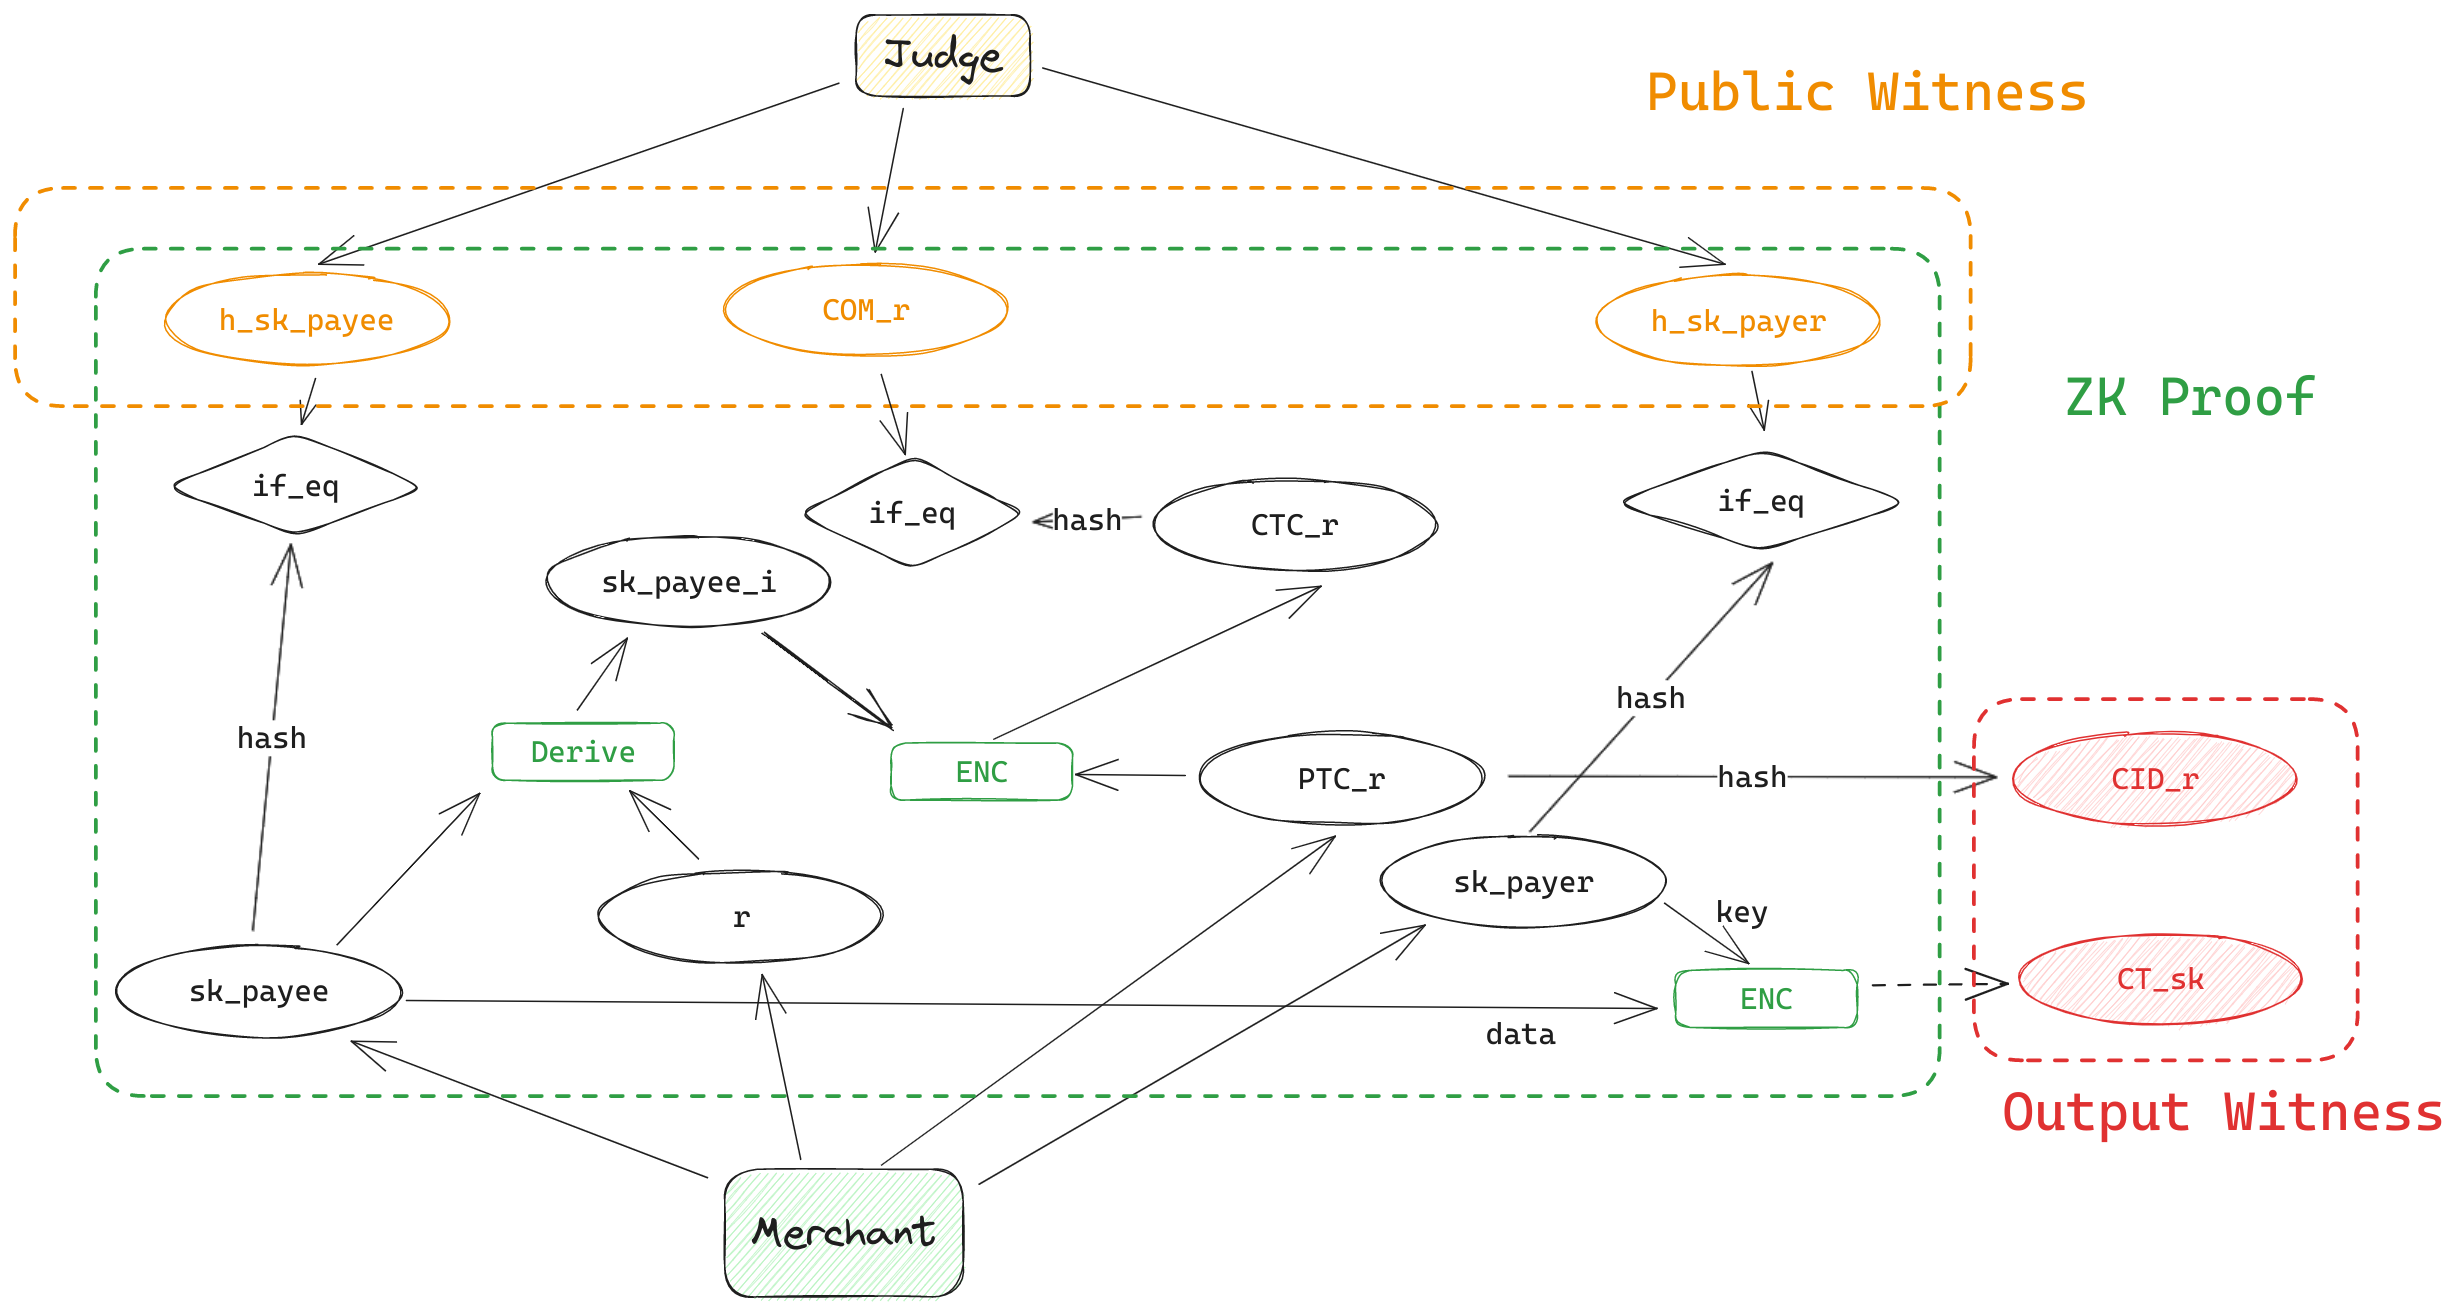 Judge
Public Witness
h_sk_payee
COM_r
h_sk_payer
ZK Proof
if_eq
if_eq
hash
CTC_r
if_eq
sk_payee_i
hash
hash
Derive
ENC
PTC_r
hash
CID_r
sk_payer
key
r
sk_payee
ENC
CT_sk
data
Output Witness
Merchant